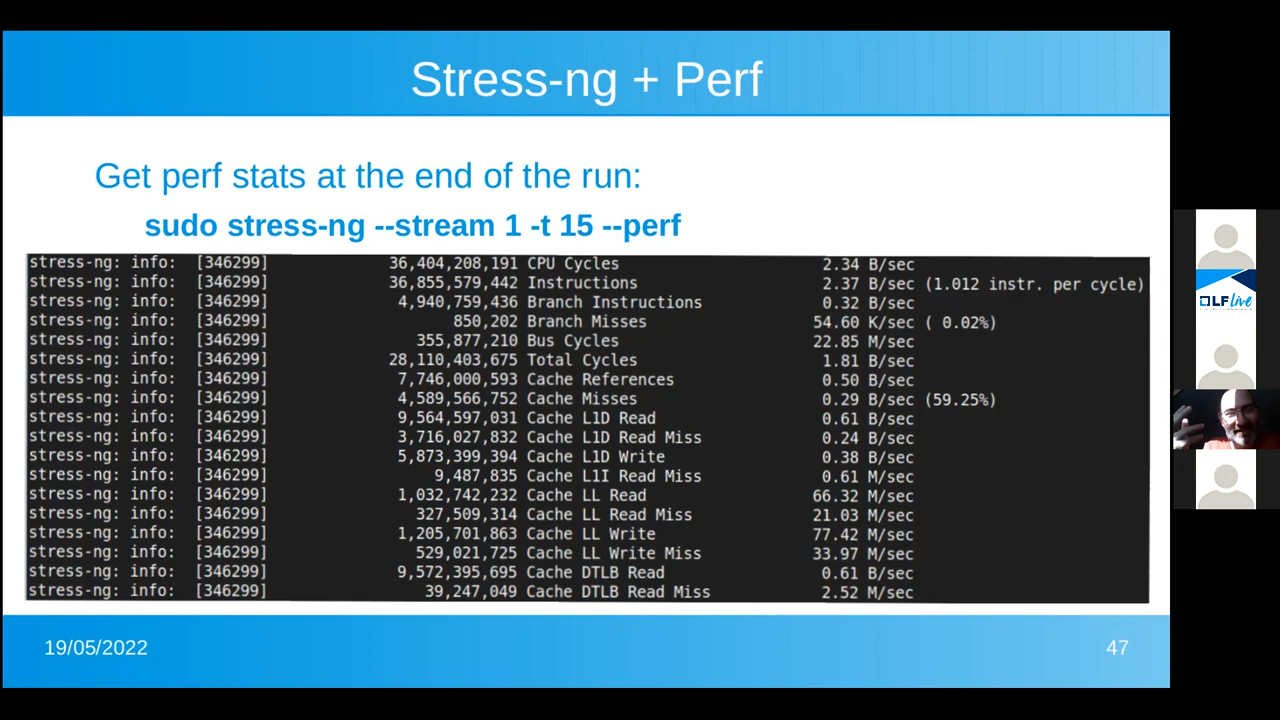 Stress-ng + Perf
Get perf stats at the end of the run:
sudo stress-ng --stream 1 -t 15 --perf
stress-ng: info: [346299] 36,404,208,191 CPU Cycles 2.34 B/sec
stress-ng: info: [346299] 36,855,579,442 Instructions 2.37 B/sec (1.012 instr. per cycle)
stress-ng: info: [346299] 4,940,759,436 Branch Instructions 0.32 B/sec
stress-ng: info: [346299] 850,202 Branch Misses 54.60 K/sec ( 0.02%)
stress-ng: info: [346299] 355,877,210 Bus Cycles 22.85 M/sec
stress-ng: info: [346299] 28,110,403,675 Total Cycles 1.81 B/sec
stress-ng: info: [346299] 7,746,000,593 Cache References 0.50 B/sec
stress-ng: info: [346299] 4,589,566,752 Cache Misses 0.29 B/sec (59.25%)
stress-ng: info: [346299] 9,564,597,031 Cache L1D Read 0.61 B/sec
stress-ng: info: [346299] 3,716,027,832 Cache L1D Read Miss 0.24 B/sec
stress-ng: info: [346299] 5,873,399,394 Cache L1D Write 0.38 B/sec
stress-ng: info: [346299] 9,487,835 Cache L1I Read Miss 0.61 M/sec
stress-ng: info: [346299] 1,032,742,232 Cache LL Read 66.32 M/sec
stress-ng: info: [346299] 327,509,314 Cache LL Read Miss 21.03 M/sec
stress-ng: info: [346299] 1,205,701,863 Cache LL Write 77.42 M/sec
stress-ng: info: [346299] 529,021,725 Cache LL Write Miss 33.97 M/sec
stress-ng: info: [346299] 9,572,395,695 Cache DTLB Read 0.61 B/sec
stress-ng: info: [346299] 39,247,049 Cache DTLB Read Miss 2.52 M/sec
19/05/2022
47
LF Live